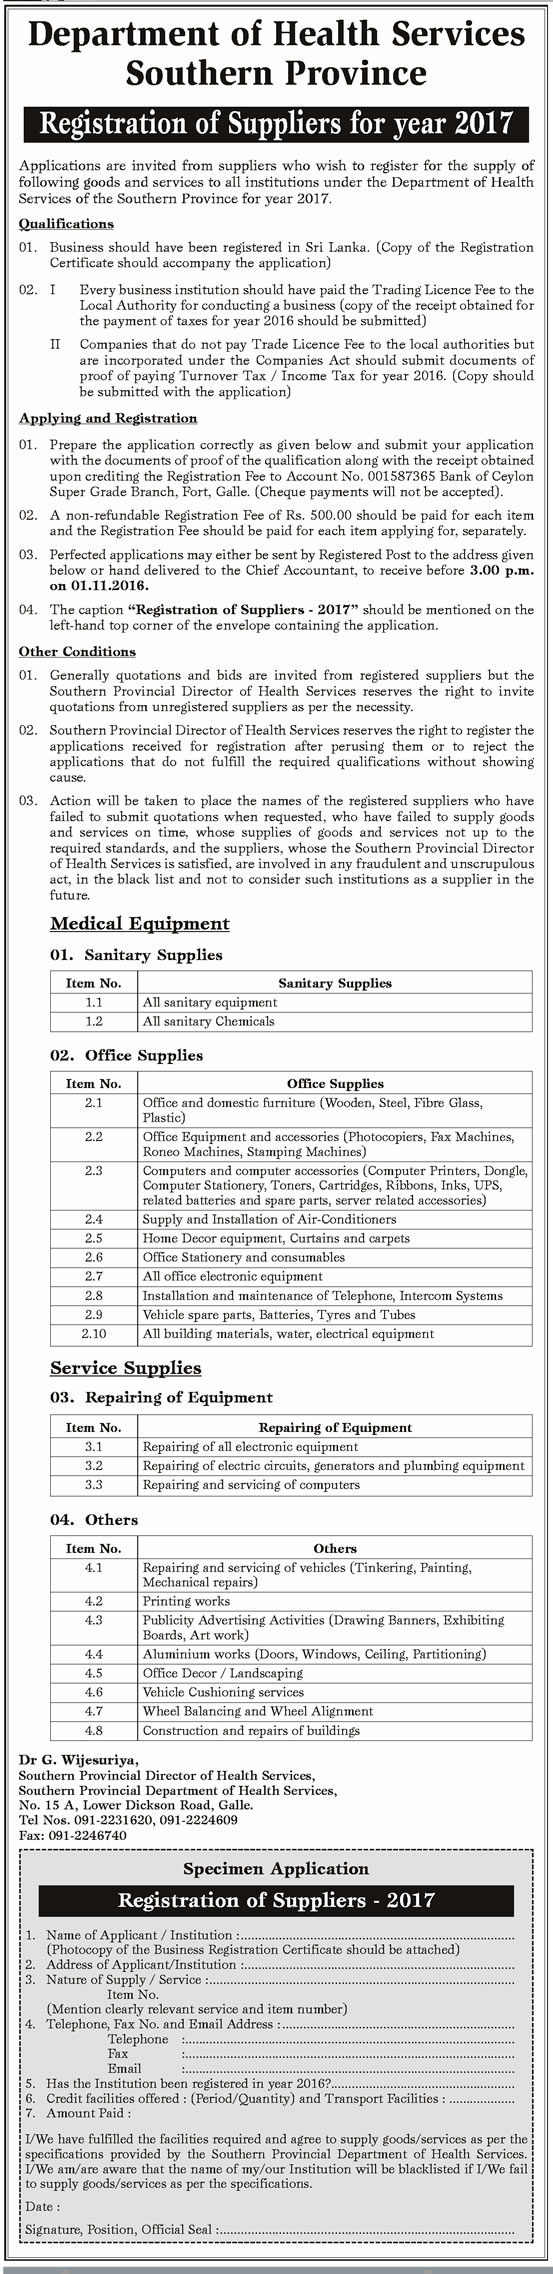 Department of Health Services
Southern Province
Registration of Suppliers for year 2017
Applications are invited from suppliers who wish to register for the supply of
following goods and services to all institutions under the Department of Health
Services of the Southern Province for year 2017.
Qualifications
01. Business should have been registered in Sri Lanka. (Copy of the Registration
Certificate should accompany the application)
02. I Every business institution should have paid the Trading Licence Fee to the
Local Authority for conducting a business (copy of the receipt obtained for
the payment of taxes for year 2016 should be submitted)
II Companies that do not pay Trade Licence Fee to the local authorities but
are incorporated under the Companies Act should submit documents of
proof of paying Turnover Tax / Income Tax for year 2016. (Copy should
be submitted with the application)
Applying and Registration
01. Prepare the application correctly as given below and submit your application
with the documents of proof of the qualification along with the receipt obtained
upon crediting the Registration Fee to Account No. 001587365 Bank of Ceylon
Super Grade Branch, Fort, Galle. (Cheque payments will not be accepted).
02. A non-refundable Registration Fee of Rs. 500.00 should be paid for each item
and the Registration Fee should be paid for each item applying for, separately.
03. Perfected applications may either be sent by Registered Post to the address given
below or hand delivered to the Chief Accountant, to receive before 3.00 p.m.
on 01.11.2016.
04. The caption “Registration of Suppliers - 2017” should be mentioned on the
left-hand top corner of the envelope containing the application.
Other Conditions
01. Generally quotations and bids are invited from registered suppliers but the
Southern Provincial Director of Health Services reserves the right to invite
quotations from unregistered suppliers as per the necessity.
02. Southern Provincial Director of Health Services reserves the right to register the
applications received for registration after perusing them or to reject the
applications that do not fulfill the required qualifications without showing
cause.
03. Action will be taken to place the names of the registered suppliers who have
failed to submit quotations when requested, who have failed to supply goods
and services on time, whose supplies of goods and services not up to the
required standards, and the suppliers, whose the Southern Provincial Director
of Health Services is satisfied, are involved in any fraudulent and unscrupulous
act, in the black list and not to consider such institutions as a supplier in the
future.
Medical Equipment
01. Sanitary Supplies
Item No. Sanitary Supplies
1.1 All sanitary equipment
1.2 All sanitary Chemicals
02. Office Supplies
Item No. Office Supplies
2.1 Office and domestic furniture (Wooden, Steel, Fibre Glass,
Plastic)
2.2 Office Equipment and accessories (Photocopiers, Fax Machines,
Roneo Machines, Stamping Machines)
2.3 Computers and computer accessories (Computer Printers, Dongle,
Computer Stationery, Toners, Cartridges, Ribbons, Inks, UPS,
related batteries and spare parts, server related accessories)
2.4 Supply and Installation of Air-Conditioners
2.5 Home Decor equipment, Curtains and carpets
2.6 Office Stationery and consumables
2.7 All office electronic equipment
2.8 Installation and maintenance of Telephone, Intercom Systems
2.9 Vehicle spare parts, Batteries, Tyres and Tubes
2.10 All building materials, water, electrical equipment
Service Supplies
03. Repairing of Equipment
Item No. Repairing of Equipment
3.1 Repairing of all electronic equipment
3.2 Repairing of electric circuits, generators and plumbing equipment
3.3 Repairing and servicing of computers
04. Others
Item No. Others
4.1 Repairing and servicing of vehicles (Tinkering, Painting,
Mechanical repairs)
4.2 Printing works
4.3 Publicity Advertising Activities (Drawing Banners, Exhibiting
Boards, Art work)
4.4 Aluminium works (Doors, Windows, Ceiling, Partitioning)
4.5 Office Decor / Landscaping
4.6 Vehicle Cushioning services
4.7 Wheel Balancing and Wheel Alignment
4.8 Construction and repairs of buildings
Dr G. Wijesuriya,
Southern Provincial Director of Health Services,
Southern Provincial Department of Health Services,
No. 15 A, Lower Dickson Road, Galle.
Tel Nos. 091-2231620, 091-2224609
Fax: 091-2246740
Specimen Application
Registration of Suppliers - 2017
1. Name of Applicant / Institution :....................
(Photocopy of the Business Registration Certificate should be attached)
2. Address of Applicant/Institution :....................
3. Nature of Supply / Service :....................
Item No.
(Mention clearly relevant service and item number)
4. Telephone, Fax No. and Email Address :....................
Telephone :....................
Fax :....................
Email :....................
5. Has the Institution been registered in year 2016?....................
6. Credit facilities offered : (Period/Quantity) and Transport Facilities : ..................
7. Amount Paid :
I/We have fulfilled the facilities required and agree to supply goods/services as per the
specifications provided by the Southern Provincial Department of Health Services.
I/We am/are aware that the name of my/our Institution will be blacklisted if I/We fail
to supply goods/services as per the specifications.
Date :
Signature, Position, Official Seal :....................